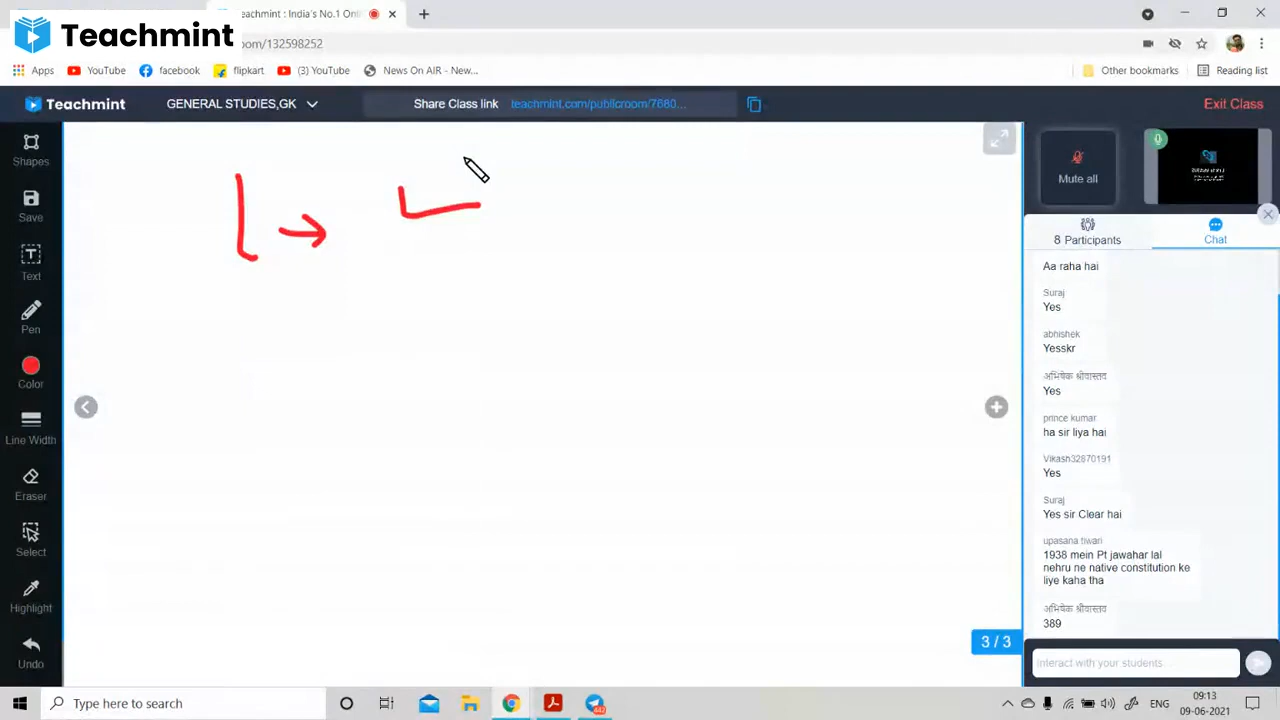 Teachmint
Teachmint : India's No.1 Onli
oom/132598252
Apps
YouTube
facebook
flipkart
(3) YouTube
News On AIR - New...
Other bookmarks
Reading list
Teachmint
GENERAL STUDIES,GK
Share Class link
teachmint.com/publicroom/7680...
Exit Class
Shapes
Save
Text
Pen
Color
Line Width
Eraser
Select
Highlight
Undo
3 / 3
Mute all
8 Participants
Chat
Aa raha hai
Suraj
Yes
abhishek
Yesskr
अभिषेक श्रीवास्तव
Yes
prince kumar
ha sir liya hai
Vikash32870191
Yes
Suraj
Yes sir Clear hai
upasana tiwari
1938 mein Pt jawahar lal
nehru ne native constitution ke
liye kaha tha
अभिषेक श्रीवास्तव
389
Interact with your students...
Type here to search
442
ENG
09:13
09-06-2021